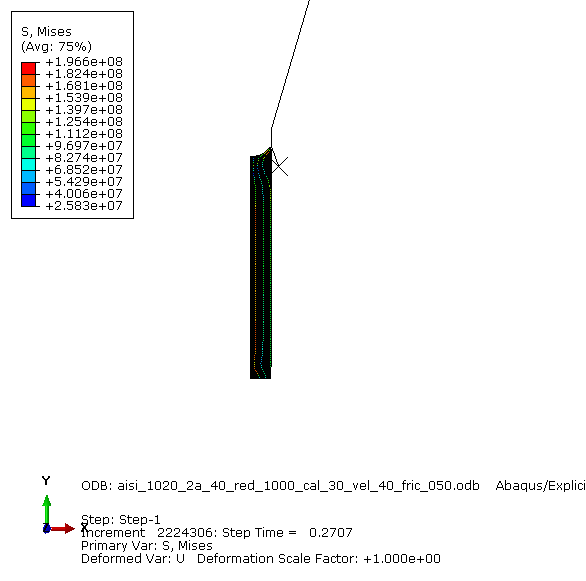 S, Mises
(Avg: 75%)
+1.966e+08
+1.824e+08
+1.681e+08
+1.539e+08
+1.397e+08
+1.254e+08
+1.112e+08
+9.697e+07
+8.274e+07
+6.852e+07
+5.429e+07
+4.006e+07
+2.583e+07
Y
X
ODB: aisi_1020_2a_40_red_1000_cal_30_vel_40_fric_050.odb Abaqus/Explici
Step: Step-1
Increment 2224306: Step Time = 0.2707
Primary Var: S, Mises
Deformed Var: U Deformation Scale Factor: +1.000e+00